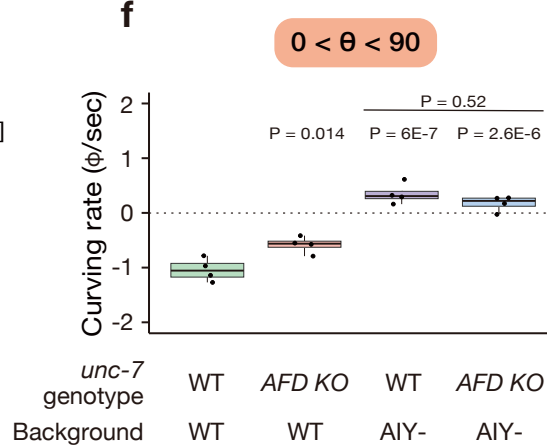 f
0 < θ < 90
]
P = 0.52
P = 0.014 P = 6E-7 P = 2.6E-6
Curving rate (ϕ/sec)
2
1
0
-1
-2
unc-7 genotype WT AFD KO WT AFD KO
Background WT WT AIY- AIY-